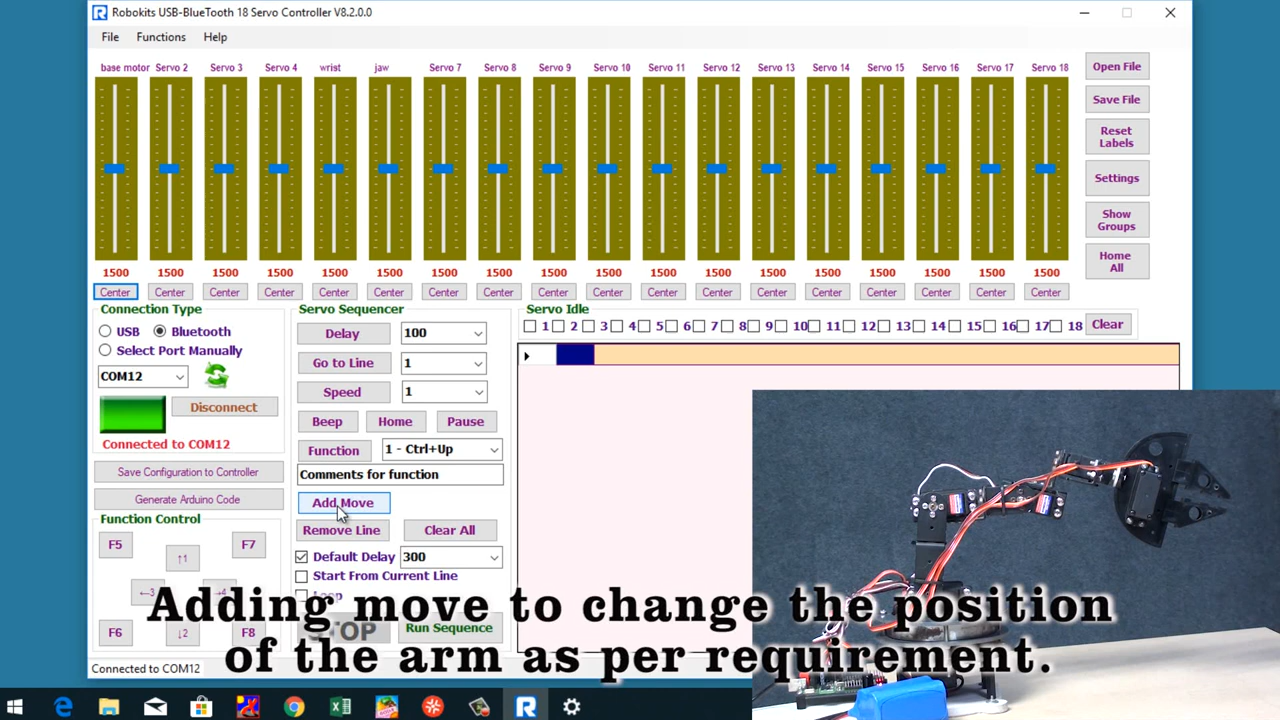 Robokits USB-BlueTooth 18 Servo Controller V8.2.0.0
File Functions Help
base motor Servo 2 Servo 3 Servo 4 wrist jaw Servo 7 Servo 8 Servo 9 Servo 10 Servo 11 Servo 12 Servo 13 Servo 14 Servo 15 Servo 16 Servo 17 Servo 18
1500 1500 1500 1500 1500 1500 1500 1500 1500 1500 1500 1500 1500 1500 1500 1500 1500 1500
Center Center Center Center Center Center Center Center Center Center Center Center Center Center Center Center Center Center
Open File
Save File
Reset
Labels
Settings
Show
Groups
Home
All
Connection Type
USB Bluetooth
Select Port Manually
COM12
Disconnect
Connected to COM12
Save Configuration to Controller
Generate Arduino Code
Function Control
F5 ↑1 F7
←3 →4
F6 ↓2 F8
Servo Sequencer
Delay 100
Go to Line 1
Speed 1
Beep Home Pause
Function 1 - Ctrl+Up
Comments for function
Add Move
Remove Line Clear All
Default Delay 300
Start From Current Line
Loop
STOP Run Sequence
Servo Idle
1 2 3 4 5 6 7 8 9 10 11 12 13 14 15 16 17 18 Clear
Adding move to change the position
of the arm as per requirement.
Connected to COM12